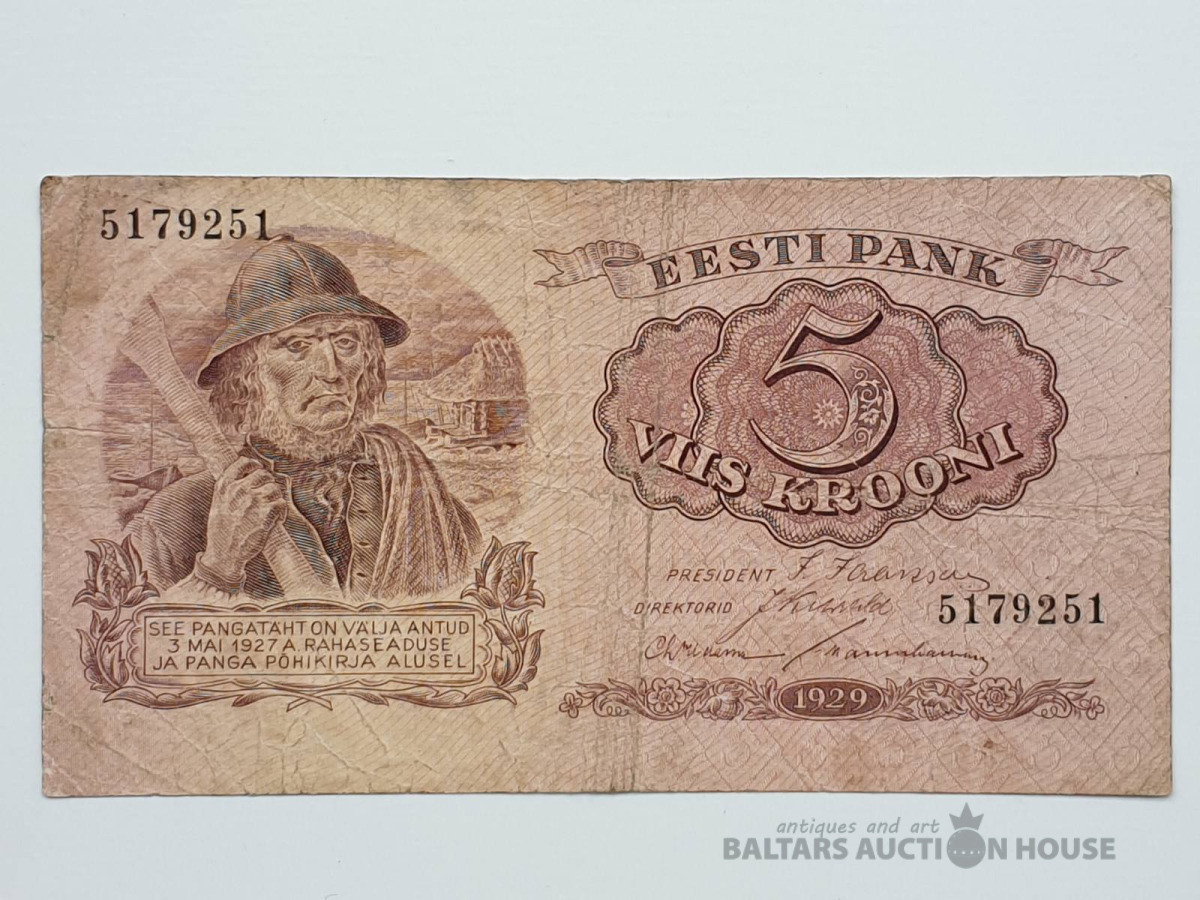 5179251
EESTI PANK
5
VIIS KROONI
SEE PANGATÄHT ON VÄLJA ANTUD
3 MAI 1927 A. RAHASEADUSE
JA PANGA PÕHIKIRJA ALUSEL
PRESIDENT
DIREKTORID
5179251
1929
antiques and art
BALTARS AUCTION HOUSE